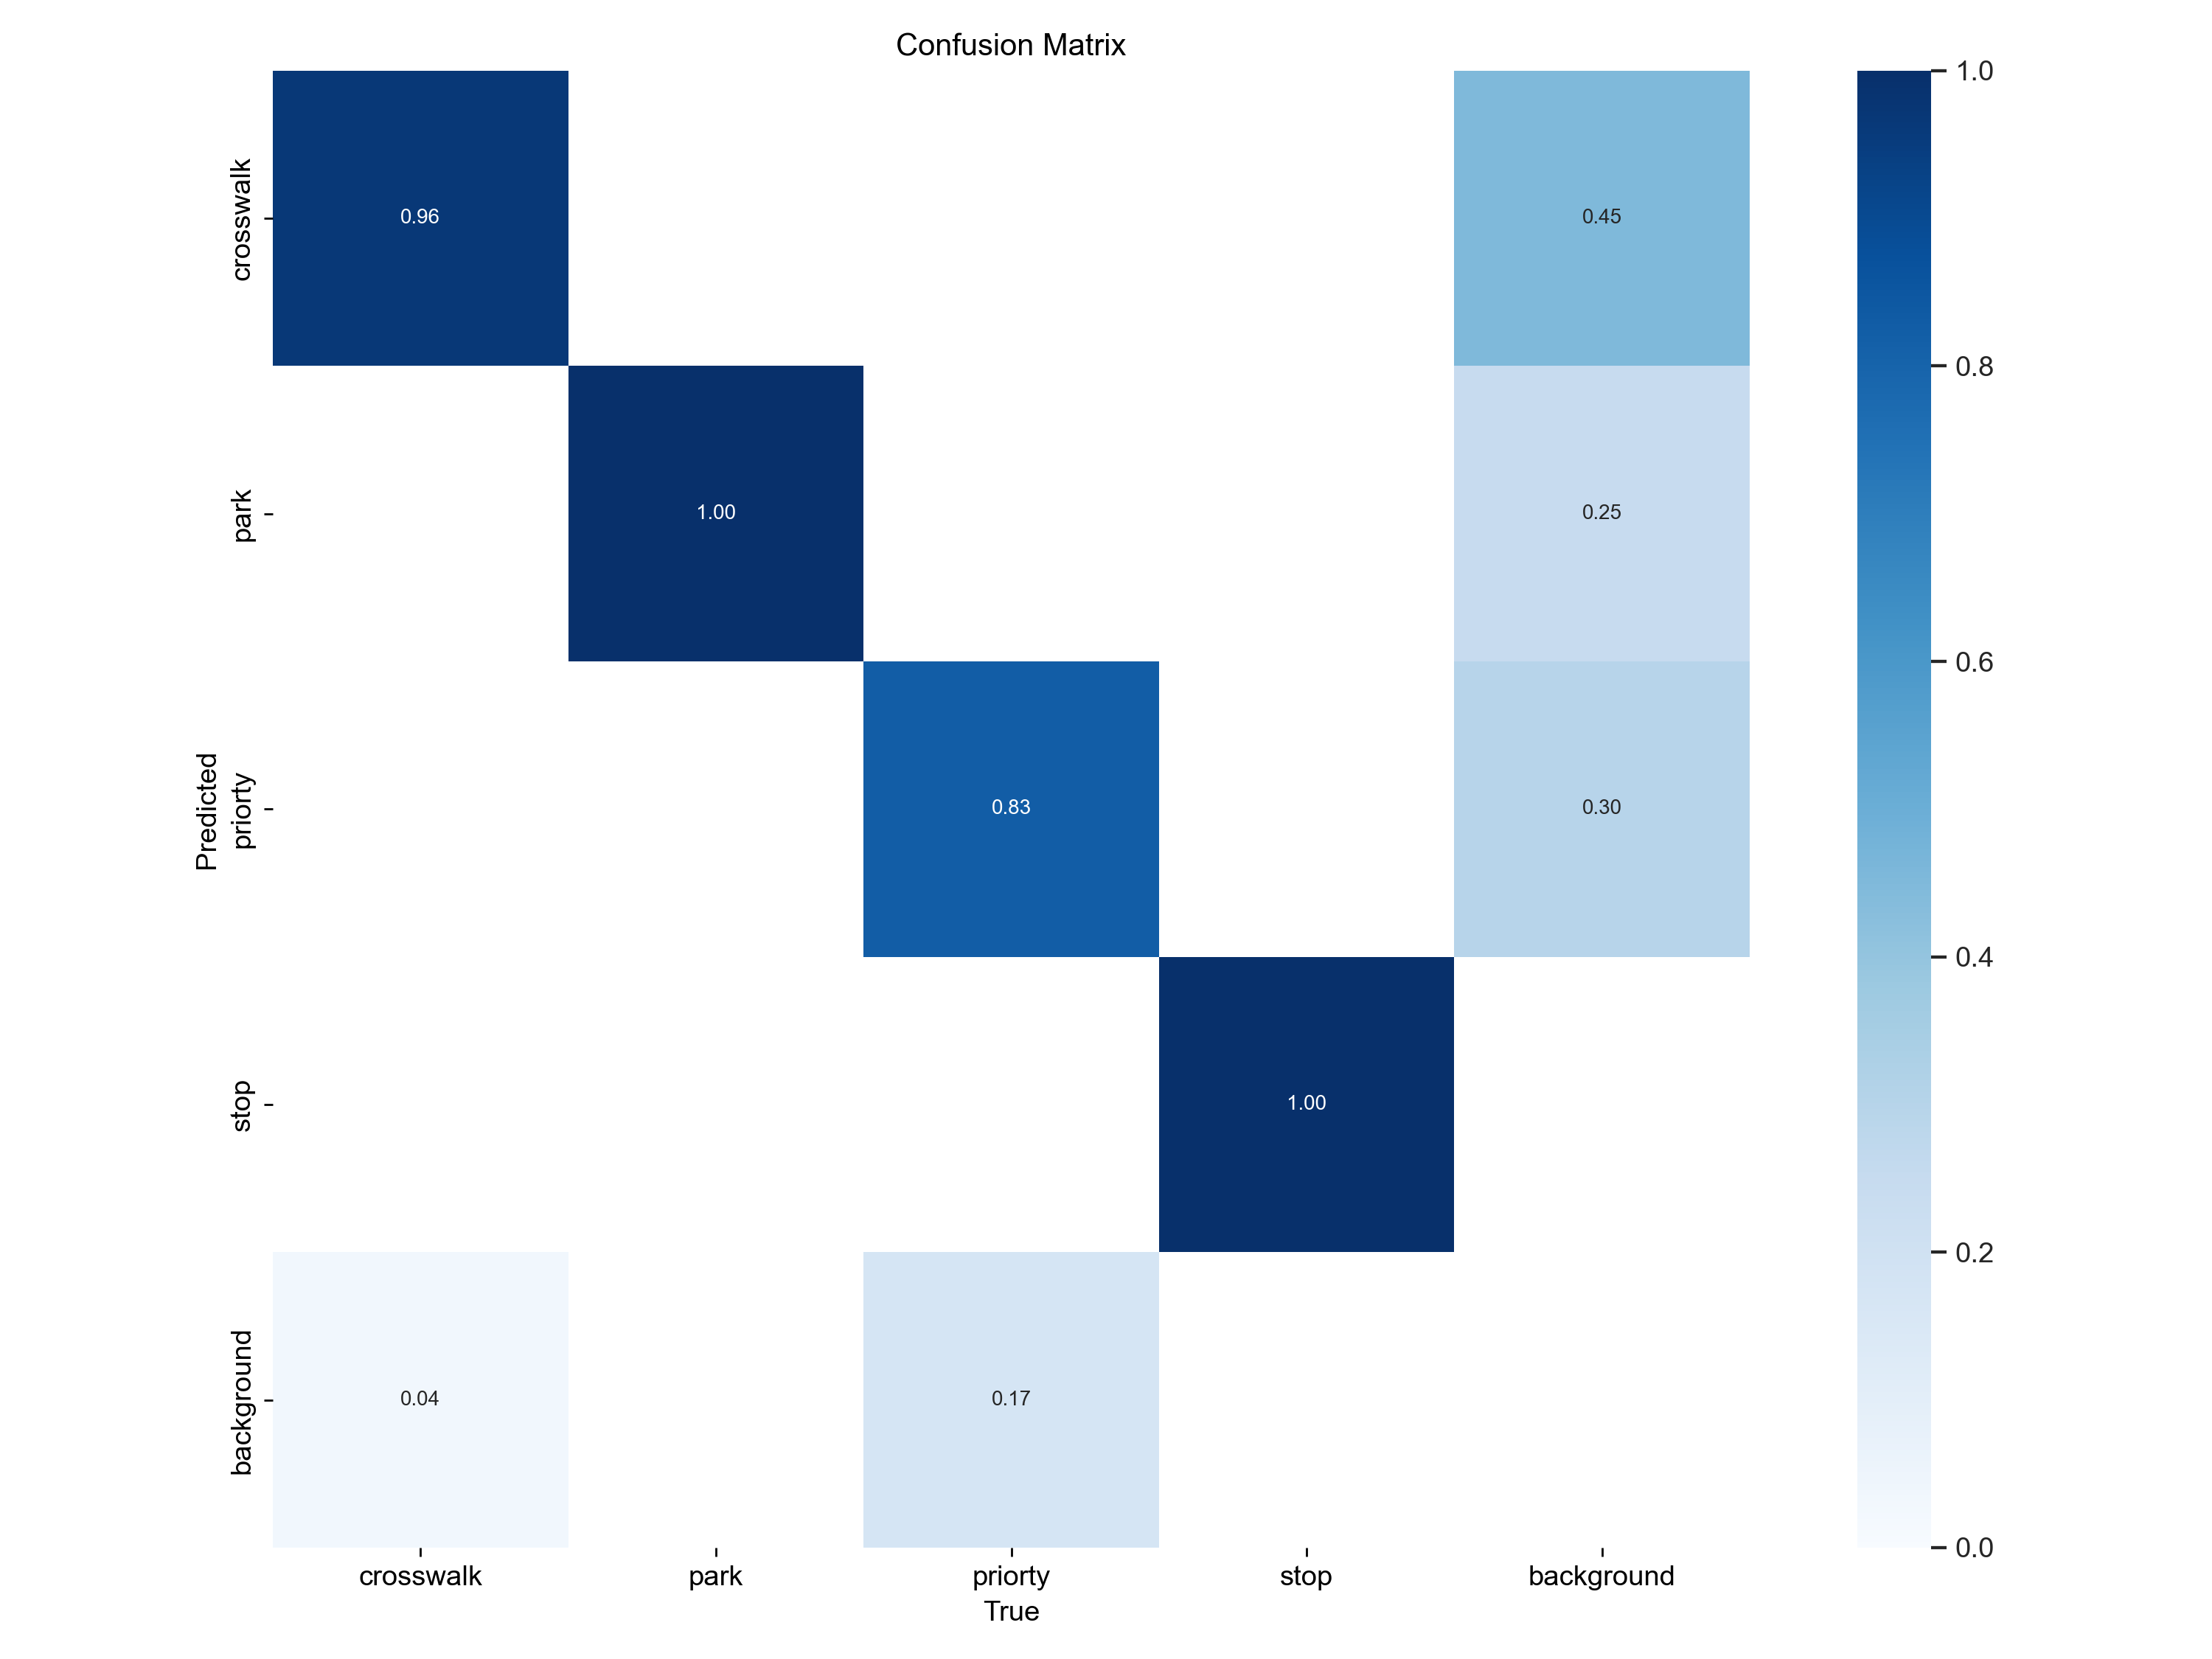 Confusion Matrix
crosswalk
park
priorty
stop
background
Predicted
0.96
0.45
1.00
0.25
0.83
0.30
1.00
0.04
0.17
crosswalk
park
priorty
stop
background
True
1.0
0.8
0.6
0.4
0.2
0.0